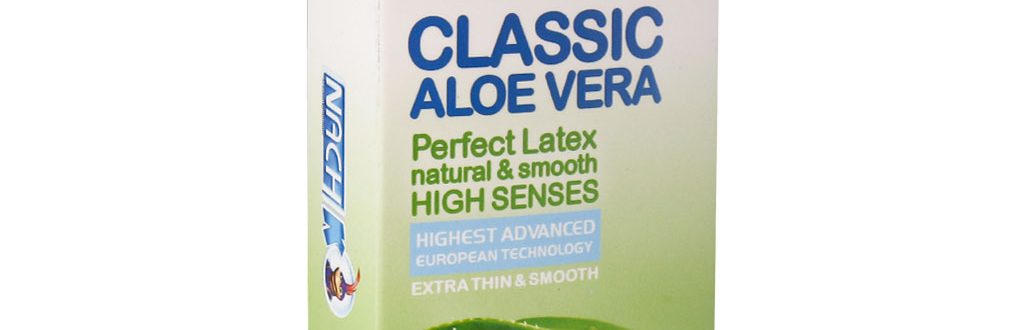 CLASSIC
ALOE VERA
Perfect Latex
natural & smooth
HIGH SENSES
HIGHEST ADVANCED
EUROPEAN TECHNOLOGY
EXTRA THIN & SMOOTH
NACH